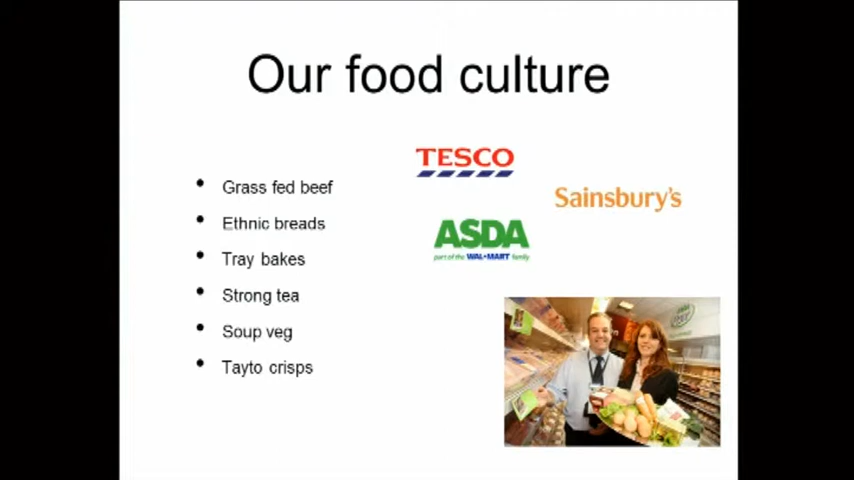 Our food culture
TESCO
Grass fed beef
Sainsbury's
Ethnic breads
ASDA
part of the WAL-MART family
Tray bakes
Strong tea
Soup veg
Tayto crisps
ASDA